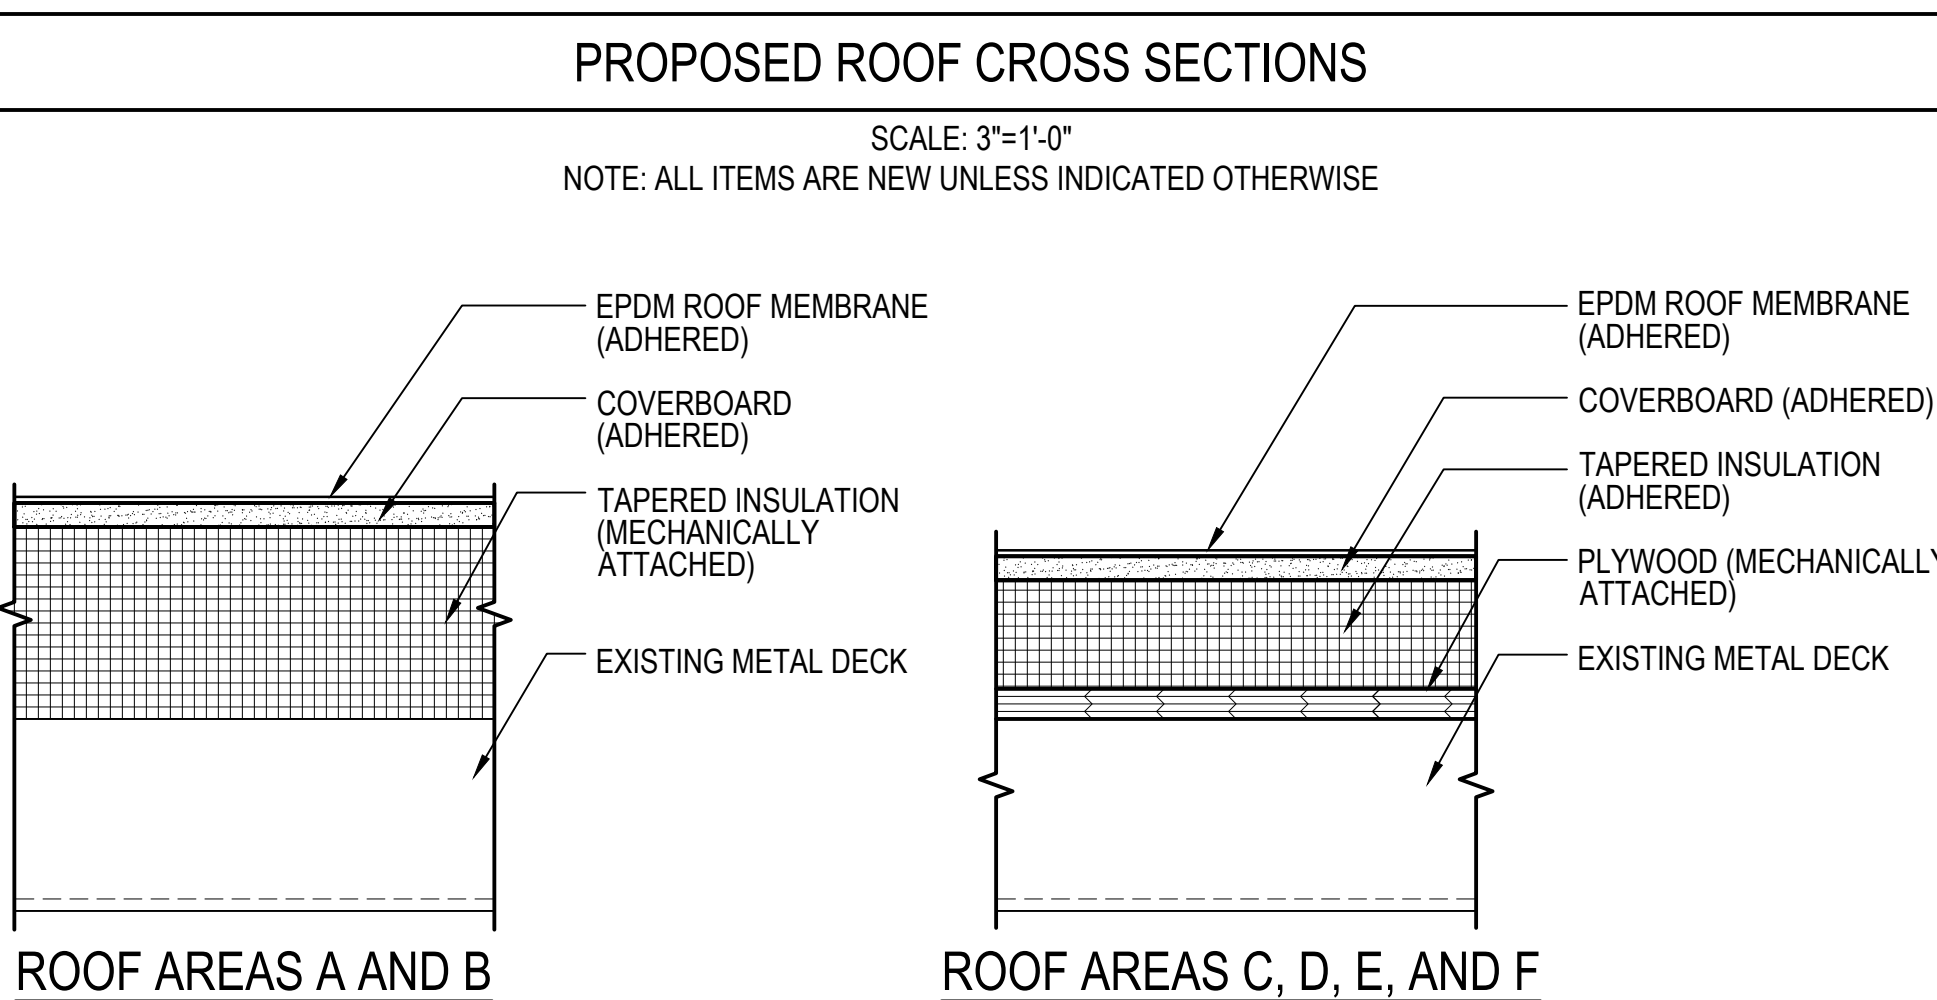 PROPOSED ROOF CROSS SECTIONS
SCALE: 3"=1'-0"
NOTE: ALL ITEMS ARE NEW UNLESS INDICATED OTHERWISE
EPDM ROOF MEMBRANE
(ADHERED)
COVERBOARD
(ADHERED)
TAPERED INSULATION
(MECHANICALLY
ATTACHED)
EXISTING METAL DECK
ROOF AREAS A AND B
EPDM ROOF MEMBRANE
(ADHERED)
COVERBOARD (ADHERED)
TAPERED INSULATION
(ADHERED)
PLYWOOD (MECHANICALLY
ATTACHED)
EXISTING METAL DECK
ROOF AREAS C, D, E, AND F